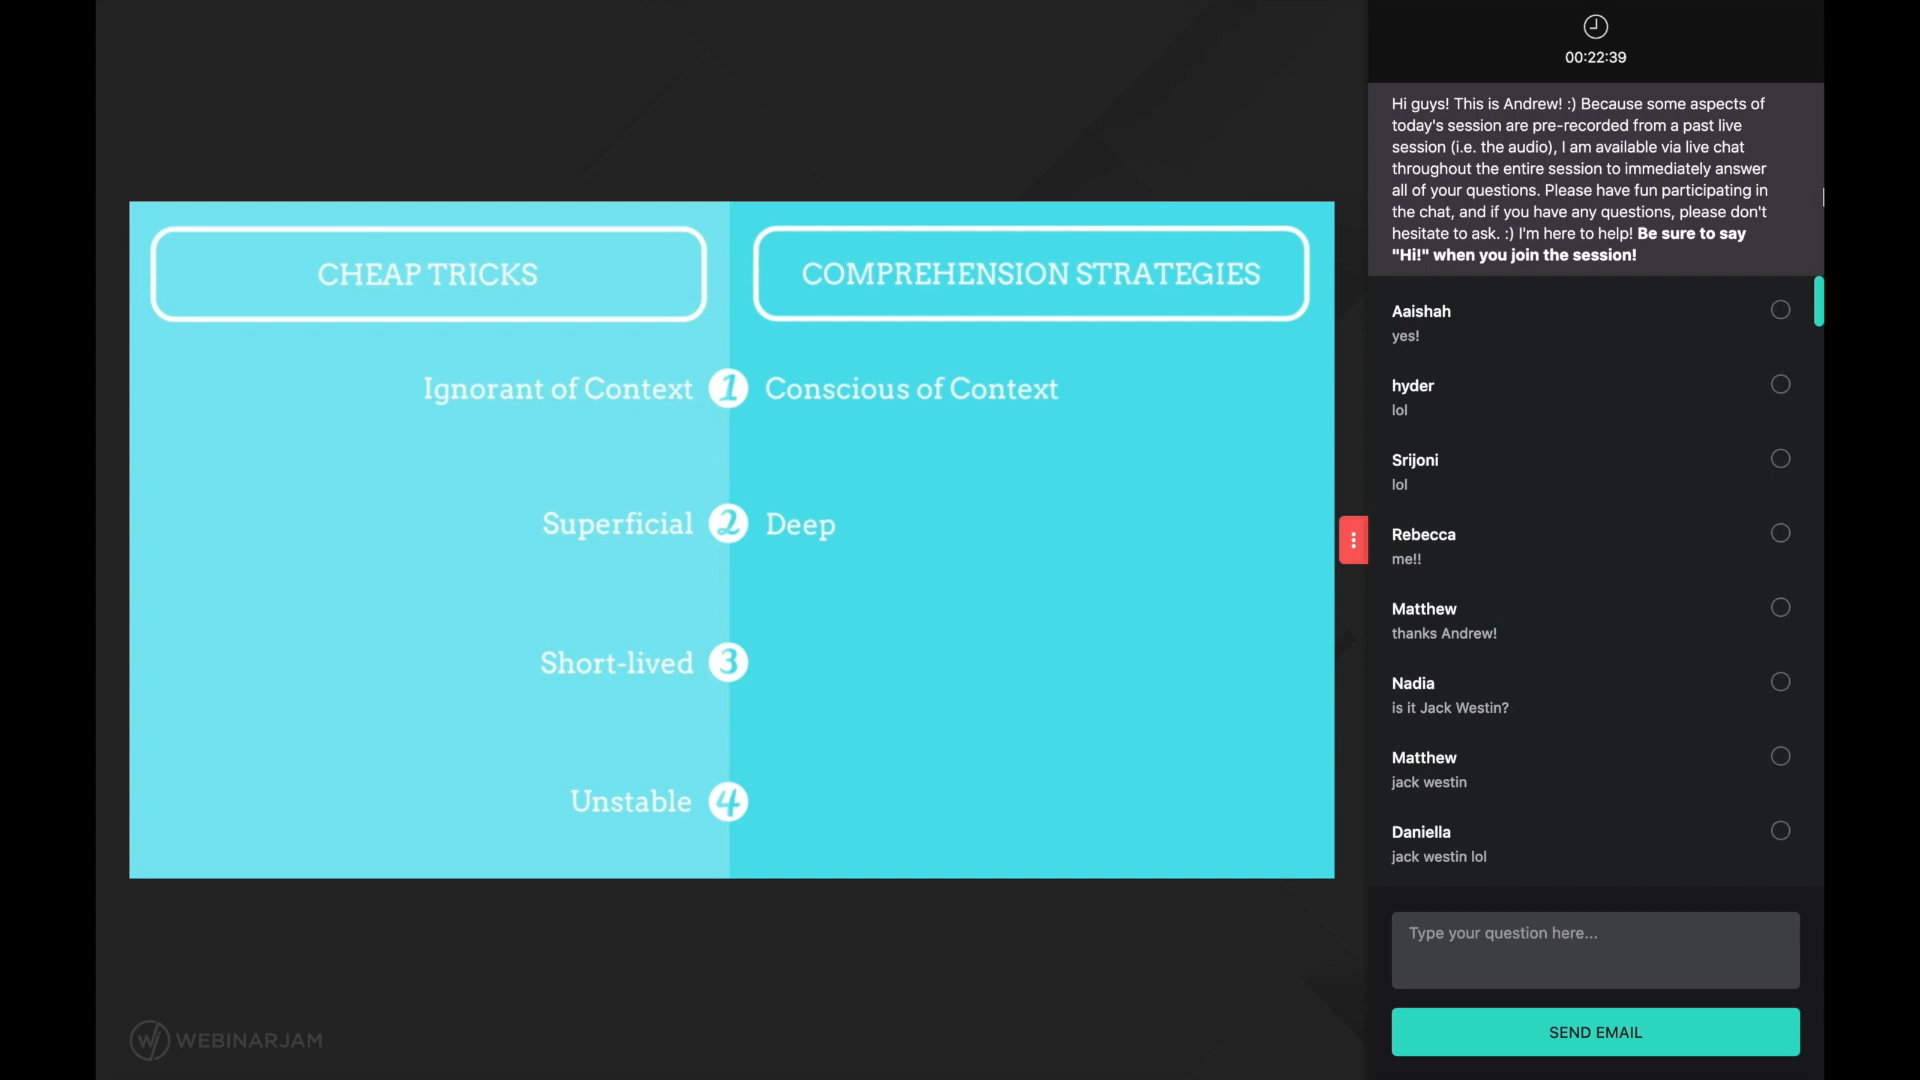 CHEAP TRICKS
COMPREHENSION STRATEGIES
Ignorant of Context 1 Conscious of Context
Superficial 2 Deep
Short-lived 3
Unstable 4
WEBINARJAM
00:22:39
Hi guys! This is Andrew! :) Because some aspects of
today's session are pre-recorded from a past live
session (i.e. the audio), I am available via live chat
throughout the entire session to immediately answer
all of your questions. Please have fun participating in
the chat, and if you have any questions, please don't
hesitate to ask. :) I'm here to help! Be sure to say
"Hi!" when you join the session!
Aaishah
yes!
hyder
lol
Srijoni
lol
Rebecca
me!!
Matthew
thanks Andrew!
Nadia
is it Jack Westin?
Matthew
jack westin
Daniella
jack westin lol
Type your question here...
SEND EMAIL